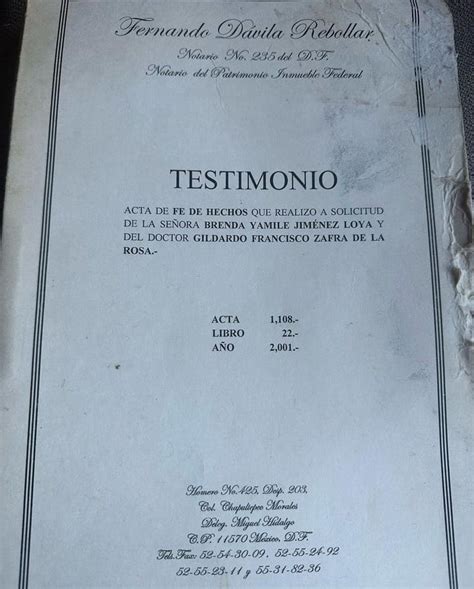 Fernando Dávila Rebollar
Notario No. 235 del D.F.
Notario del Patrimonio Inmueble Federal
TESTIMONIO
ACTA DE FE DE HECHOS QUE REALIZO A SOLICITUD
DE LA SEÑORA BRENDA YAMILE JIMÉNEZ LOYA Y
DEL DOCTOR GILDARDO FRANCISCO ZAFRA DE LA
ROSA.-
ACTA 1,108.-
LIBRO 22.-
AÑO 2,001.-
Homero No.425, Desp. 203,
Col. Chapultepec Morales
Deleg. Miguel Hidalgo
C.P. 11570 México, D.F.
Tels.Fax: 52-54-30-09, 52-55-24-92
52-55-23-11 y 55-31-82-36